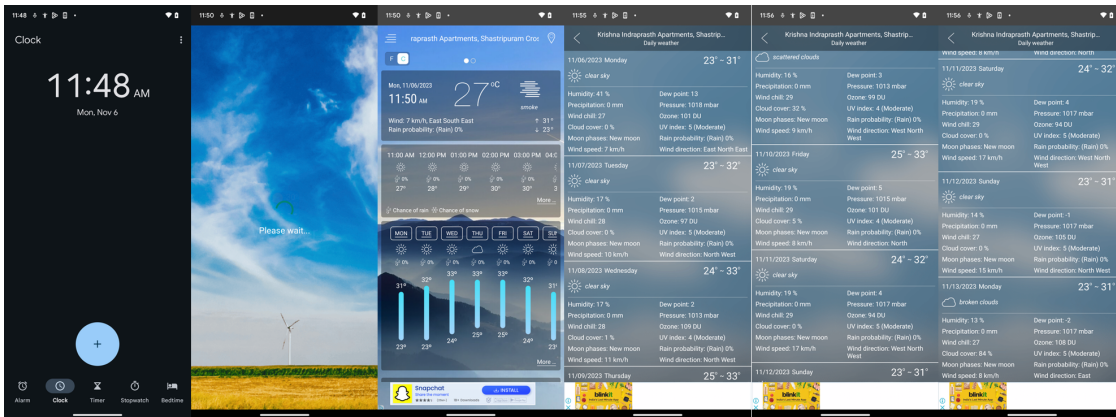 11:48
Clock
11:48 AM
Mon, Nov 6
+
Alarm
Clock
Timer
Stopwatch
Bedtime
11:50
Please wait...
11:50
raprasth Apartments, Shastripuram Cros
F C
Mon, 11/06/2023
11:50 AM
27°C
smoke
Wind: 7 km/h, East South East
Rain probability: (Rain) 0%
↑ 31°
↓ 23°
11:00 AM 12:00 PM 01:00 PM 02:00 PM 03:00 PM 04:0
0% 0% 0% 0% 0%
27° 28° 29° 30° 30° 3
More...
Chance of rain Chance of snow
MON TUE WED THU FRI SAT SUN
0% 0% 0% 0% 0% 0% 0%
31° 32° 33° 33° 33° 32° 31°
23° 23° 24° 25° 25° 24° 23°
More...
Snapchat
Share the moment
INSTALL
11:55
Krishna Indraprasth Apartments, Shastrip...
Daily weather
11/06/2023 Monday 23° ~ 31°
clear sky
Humidity: 41 % Dew point: 13
Precipitation: 0 mm Pressure: 1018 mbar
Wind chill: 27 Ozone: 101 DU
Cloud cover: 0 % UV index: 5 (Moderate)
Moon phases: New moon Rain probability: (Rain) 0%
Wind speed: 7 km/h Wind direction: East North East
11/07/2023 Tuesday 23° ~ 32°
clear sky
Humidity: 17 % Dew point: 2
Precipitation: 0 mm Pressure: 1015 mbar
Wind chill: 28 Ozone: 97 DU
Cloud cover: 0 % UV index: 5 (Moderate)
Moon phases: New moon Rain probability: (Rain) 0%
Wind speed: 10 km/h Wind direction: North West
11/08/2023 Wednesday 24° ~ 33°
clear sky
Humidity: 17 % Dew point: 2
Precipitation: 0 mm Pressure: 1013 mbar
Wind chill: 28 Ozone: 109 DU
Cloud cover: 1 % UV index: 4 (Moderate)
Moon phases: New moon Rain probability: (Rain) 0%
Wind speed: 11 km/h Wind direction: North West
11/09/2023 Thursday 25° ~ 33°
blinkit
11:56
Krishna Indraprasth Apartments, Shastrip...
Daily weather
scattered clouds
Humidity: 16 % Dew point: 3
Precipitation: 0 mm Pressure: 1013 mbar
Wind chill: 29 Ozone: 99 DU
Cloud cover: 32 % UV index: 4 (Moderate)
Moon phases: New moon Rain probability: (Rain) 0%
Wind speed: 9 km/h Wind direction: West North
West
11/10/2023 Friday 25° ~ 33°
clear sky
Humidity: 19 % Dew point: 5
Precipitation: 0 mm Pressure: 1015 mbar
Wind chill: 29 Ozone: 101 DU
Cloud cover: 5 % UV index: 4 (Moderate)
Moon phases: New moon Rain probability: (Rain) 0%
Wind speed: 8 km/h Wind direction: North
11/11/2023 Saturday 24° ~ 32°
clear sky
Humidity: 19 % Dew point: 4
Precipitation: 0 mm Pressure: 1017 mbar
Wind chill: 29 Ozone: 94 DU
Cloud cover: 0 % UV index: 5 (Moderate)
Moon phases: New moon Rain probability: (Rain) 0%
Wind speed: 17 km/h Wind direction: West North
West
11/12/2023 Sunday 23° ~ 31°
blinkit
11:56
Krishna Indraprasth Apartments, Shastrip...
Daily weather
Wind speed: 8 km/h Wind direction: North
11/11/2023 Saturday 24° ~ 32°
clear sky
Humidity: 19 % Dew point: 4
Precipitation: 0 mm Pressure: 1017 mbar
Wind chill: 29 Ozone: 94 DU
Cloud cover: 0 % UV index: 5 (Moderate)
Moon phases: New moon Rain probability: (Rain) 0%
Wind speed: 17 km/h Wind direction: West North
West
11/12/2023 Sunday 23° ~ 31°
clear sky
Humidity: 14 % Dew point: -1
Precipitation: 0 mm Pressure: 1017 mbar
Wind chill: 27 Ozone: 105 DU
Cloud cover: 0 % UV index: 5 (Moderate)
Moon phases: New moon Rain probability: (Rain) 0%
Wind speed: 15 km/h Wind direction: North West
11/13/2023 Monday 23° ~ 31°
broken clouds
Humidity: 13 % Dew point: -2
Precipitation: 0 mm Pressure: 1017 mbar
Wind chill: 27 Ozone: 108 DU
Cloud cover: 84 % UV index: 5 (Moderate)
Moon phases: New moon Rain probability: (Rain) 0%
Wind speed: 8 km/h Wind direction: East
blinkit